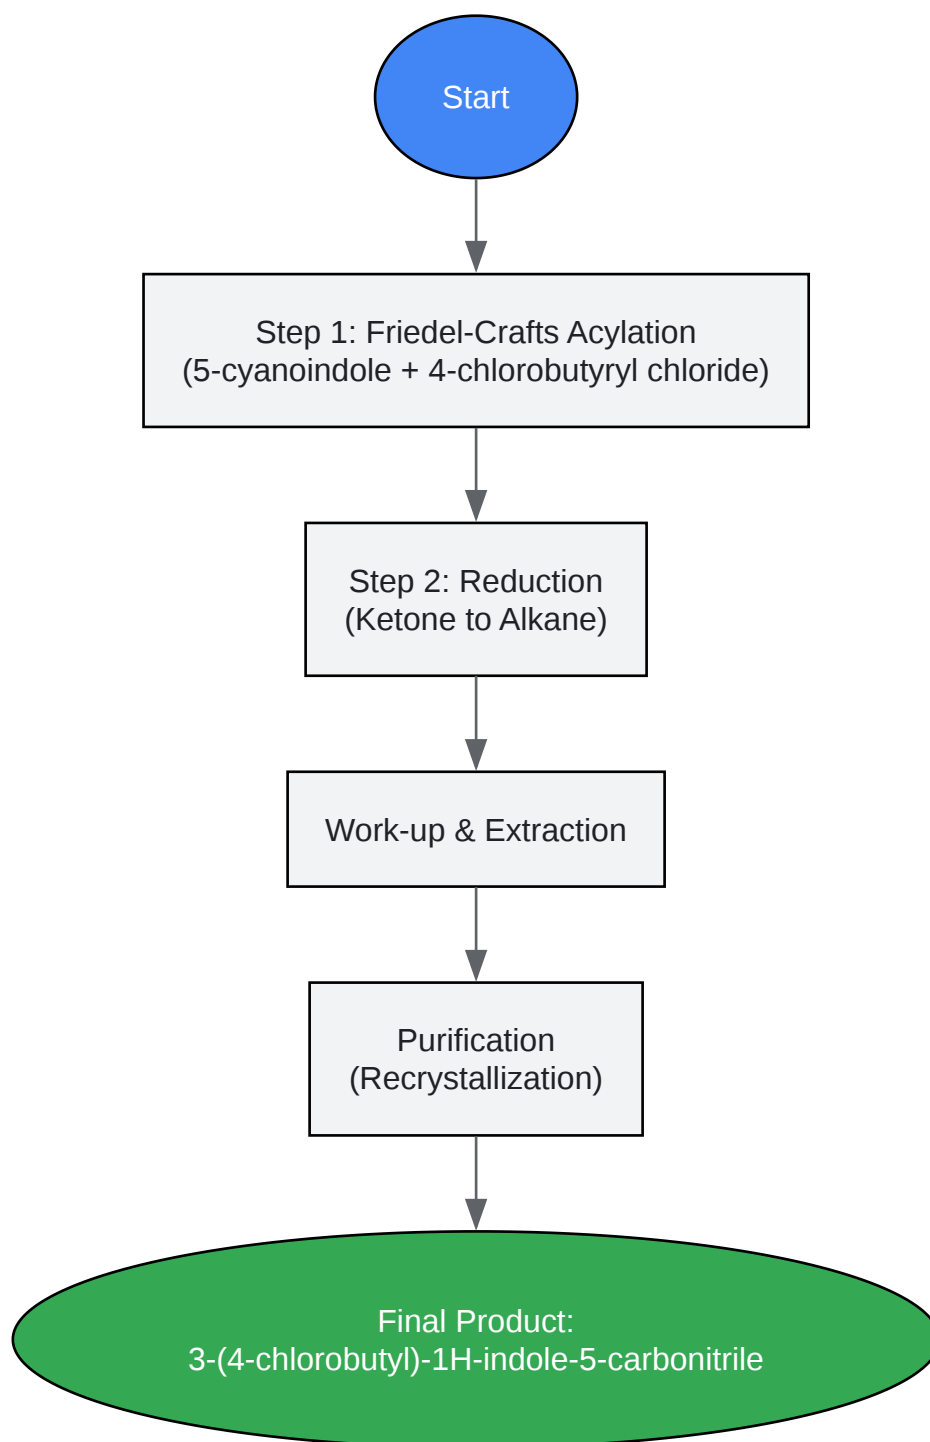 Start
Step 1: Friedel-Crafts Acylation
(5-cyanoindole + 4-chlorobutyryl chloride)
Step 2: Reduction
(Ketone to Alkane)
Work-up & Extraction
Purification
(Recrystallization)
Final Product:
3-(4-chlorobutyl)-1H-indole-5-carbonitrile